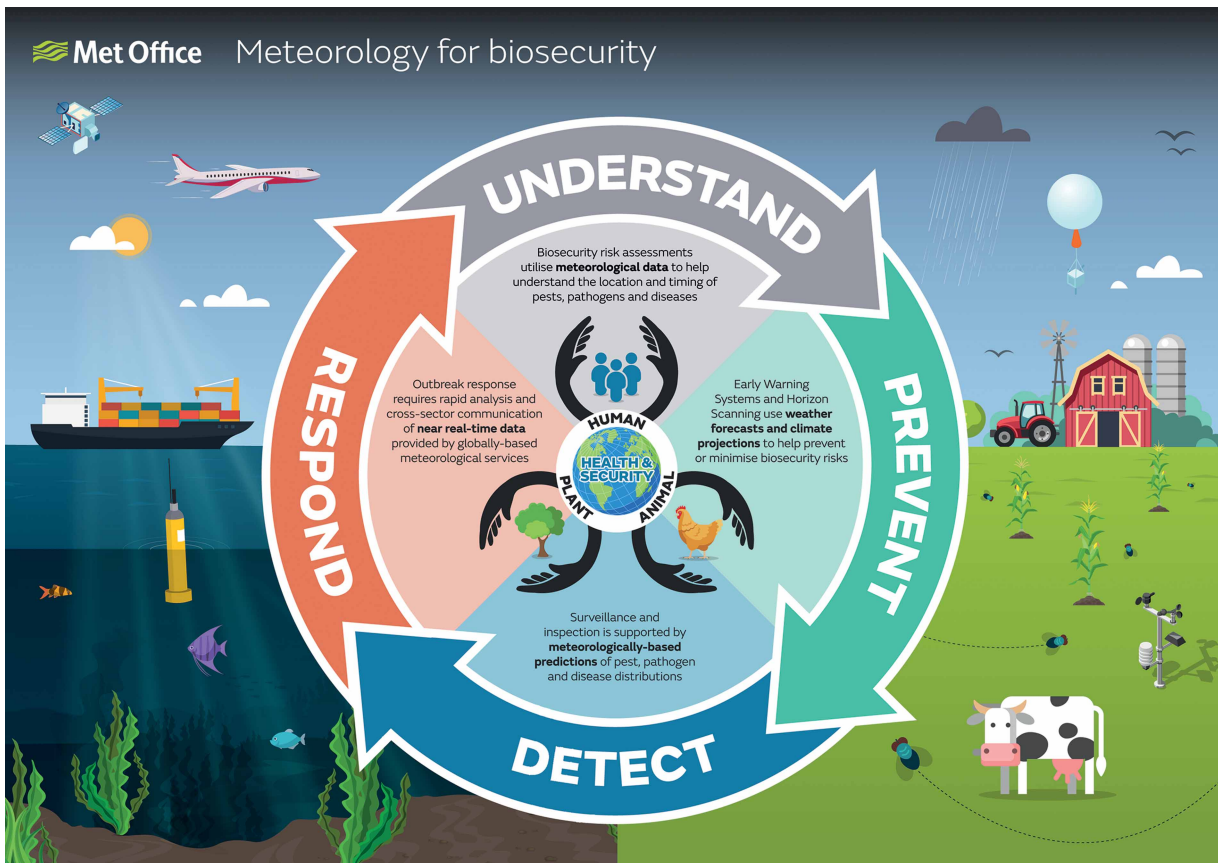 Met Office Meteorology for biosecurity
UNDERSTAND
Biosecurity risk assessments
utilise meteorological data to help
understand the location and timing of
pests, pathogens and diseases
PREVENT
Early Warning
Systems and Horizon
Scanning use weather
forecasts and climate
projections to help prevent
or minimise biosecurity risks
DETECT
Surveillance and
inspection is supported by
meteorologically-based
predictions of pest, pathogen
and disease distributions
RESPOND
Outbreak response
requires rapid analysis and
cross-sector communication
of near real-time data
provided by globally-based
meteorological services
HUMAN
HEALTH &
SECURITY
PLANT
ANIMAL